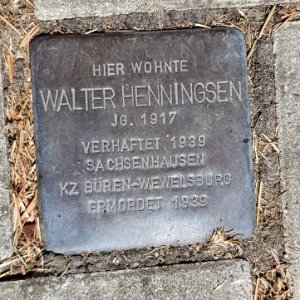 HIER WOHNTE
WALTER HENNINGSEN
JG. 1917
VERHAFTET 1939
SACHSENHAUSEN
KZ BÜREN-WEWELSBURG
ERMORDET 1939